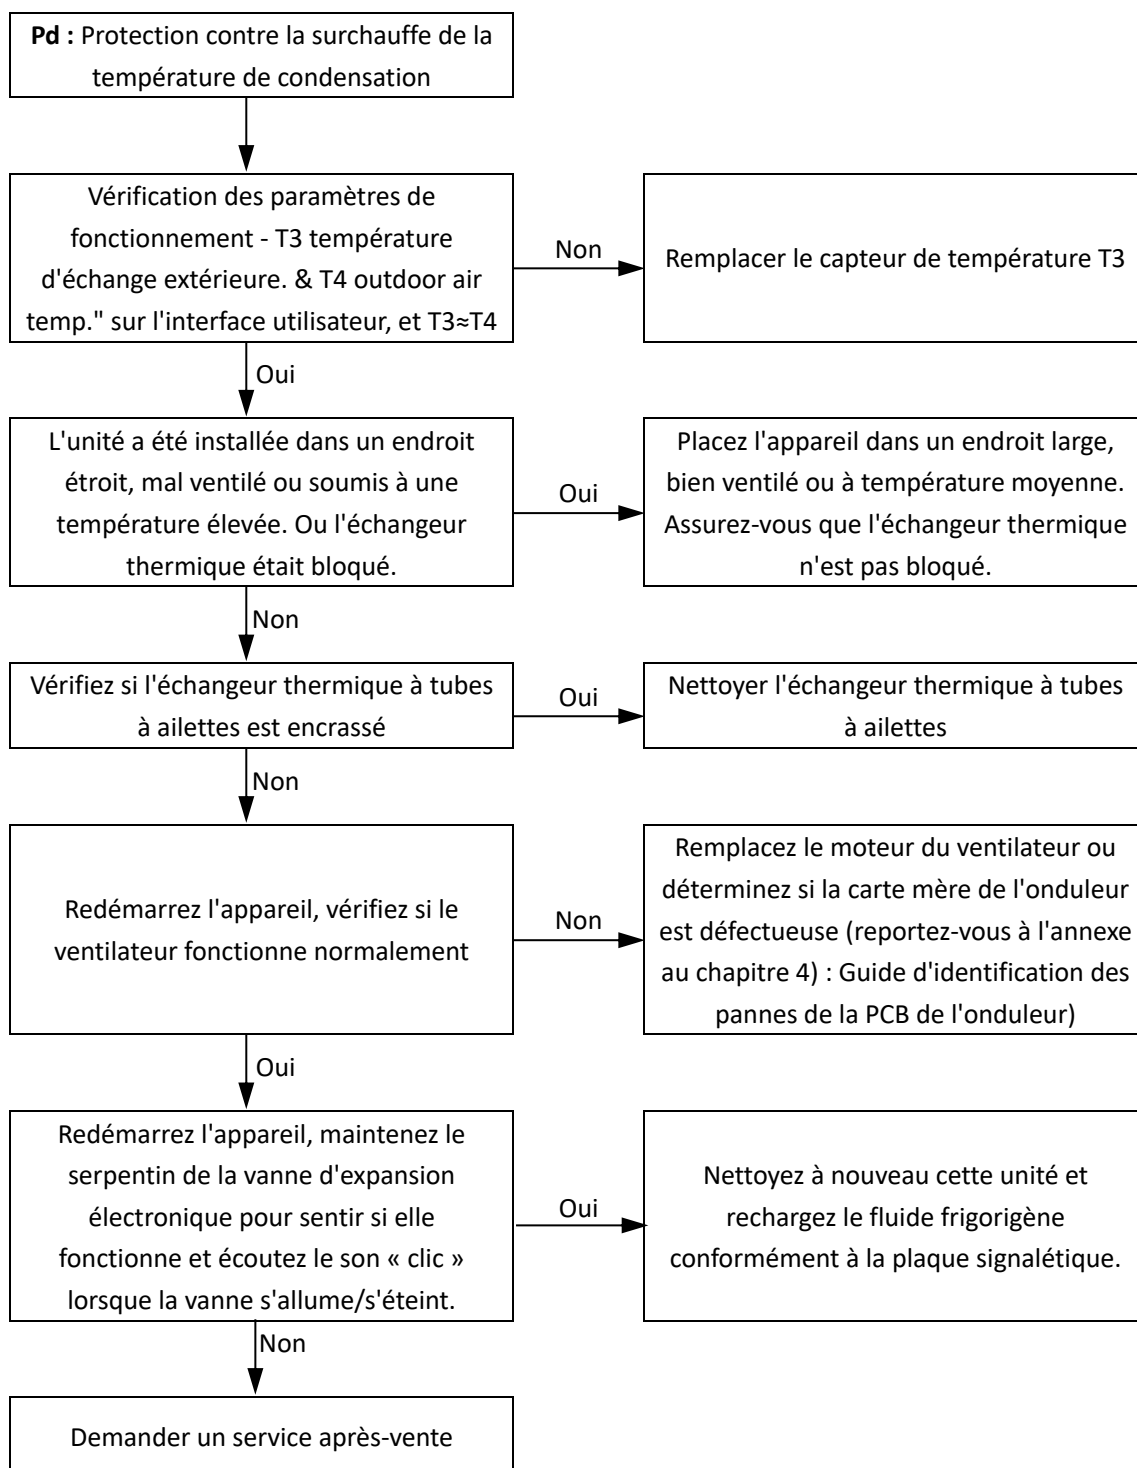 Pd : Protection contre la surchauffe de la
température de condensation
Vérification des paramètres de
fonctionnement - T3 température
d'échange extérieure. & T4 outdoor air
temp." sur l'interface utilisateur, et T3≈T4
Non
Remplacer le capteur de température T3
Oui
L'unité a été installée dans un endroit
étroit, mal ventilé ou soumis à une
température élevée. Ou l'échangeur
thermique était bloqué.
Oui
Placez l'appareil dans un endroit large,
bien ventilé ou à température moyenne.
Assurez-vous que l'échangeur thermique
n'est pas bloqué.
Non
Vérifiez si l'échangeur thermique à tubes
à ailettes est encrassé
Oui
Nettoyer l'échangeur thermique à tubes
à ailettes
Non
Redémarrez l'appareil, vérifiez si le
ventilateur fonctionne normalement
Non
Remplacez le moteur du ventilateur ou
déterminez si la carte mère de l'onduleur
est défectueuse (reportez-vous à l'annexe
au chapitre 4) : Guide d'identification des
pannes de la PCB de l'onduleur)
Oui
Redémarrez l'appareil, maintenez le
serpentin de la vanne d'expansion
électronique pour sentir si elle
fonctionne et écoutez le son « clic »
lorsque la vanne s'allume/s'éteint.
Oui
Nettoyez à nouveau cette unité et
rechargez le fluide frigorigène
conformément à la plaque signalétique.
Non
Demander un service après-vente